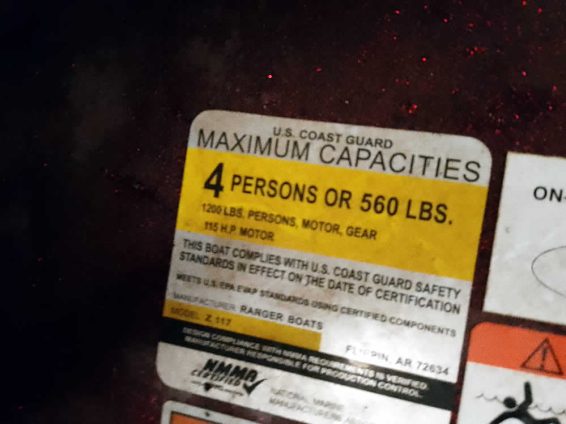 U.S. COAST GUARD
MAXIMUM CAPACITIES
4 PERSONS OR 560 LBS.
1200 LBS. PERSONS, MOTOR, GEAR
115 H.P. MOTOR
THIS BOAT COMPLIES WITH U.S. COAST GUARD SAFETY
STANDARDS IN EFFECT ON THE DATE OF CERTIFICATION
MEETS U.S. EPA EVAP STANDARDS USING CERTIFIED COMPONENTS
MANUFACTURER: RANGER BOATS
MODEL: Z 117
FLIPPIN, AR 72634
DESIGN COMPLIANCE WITH NMMA REQUIREMENTS IS VERIFIED.
MANUFACTURER RESPONSIBLE FOR PRODUCTION CONTROL.
NMMA
CERTIFIED
NATIONAL MARINE
MANUFACTURERS
ON-